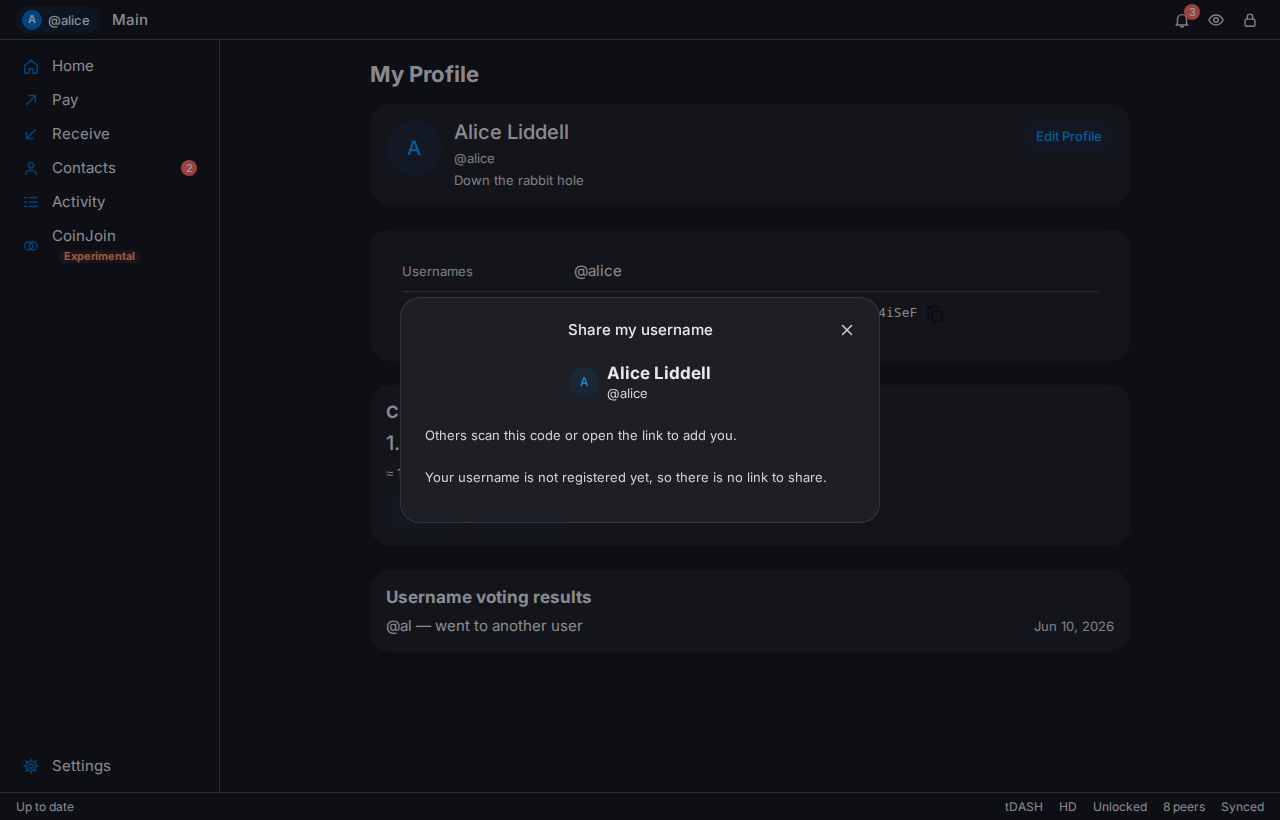 A @alice Main 3
Home
Pay
Receive
Contacts 2
Activity
CoinJoin
Experimental
Settings
My Profile
A
Alice Liddell
@alice
Down the rabbit hole
Edit Profile
Usernames @alice
4iSeF
Share my username
A
Alice Liddell
@alice
Others scan this code or open the link to add you.
Your username is not registered yet, so there is no link to share.
1.
Username voting results
@al — went to another user Jun 10, 2026
Up to date tDASH HD Unlocked 8 peers Synced